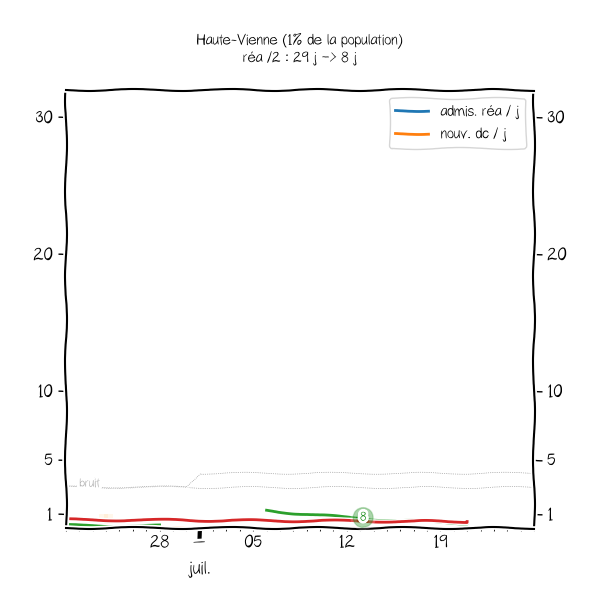 Haute-Vienne (1% de la population)
réa /2 : 29 j -> 8 j
admis. réa / j
nouv. dc / j
30
30
20
20
10
10
5
5
bruit
1
1
8
28
05
12
19
juil.